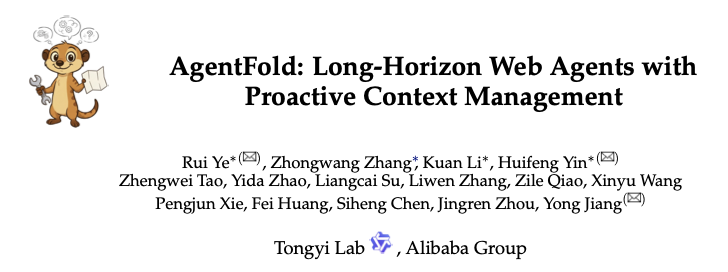 AgentFold: Long-Horizon Web Agents with
Proactive Context Management
Rui Ye*(✉), Zhongwang Zhang*, Kuan Li*, Huifeng Yin*(✉)
Zhengwei Tao, Yida Zhao, Liangcai Su, Liwen Zhang, Zile Qiao, Xinyu Wang
Pengjun Xie, Fei Huang, Siheng Chen, Jingren Zhou, Yong Jiang(✉)
Tongyi Lab , Alibaba Group